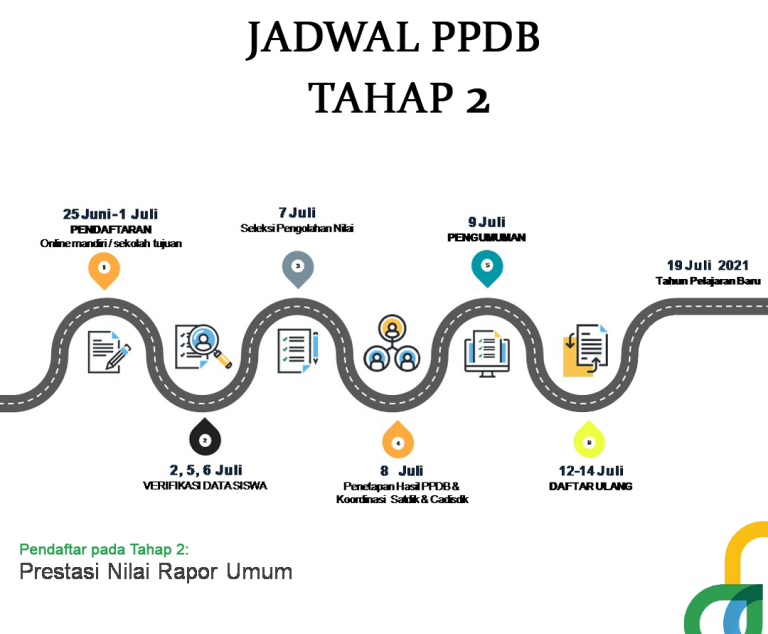 JADWAL PPDB
TAHAP 2
25 Juni-1 Juli
PENDAFTARAN
Online mandiri / sekolah tujuan
1
2
2, 5, 6 Juli
VERIFIKASI DATA SISWA
7 Juli
Seleksi Pengolahan Nilai
3
4
8 Juli
Penetapan Hasil PPDB &
Koordinasi Satdik & Cadisdik
9 Juli
PENGUMUMAN
5
6
12-14 Juli
DAFTAR ULANG
19 Juli 2021
Tahun Pelajaran Baru
Pendaftar pada Tahap 2:
Prestasi Nilai Rapor Umum